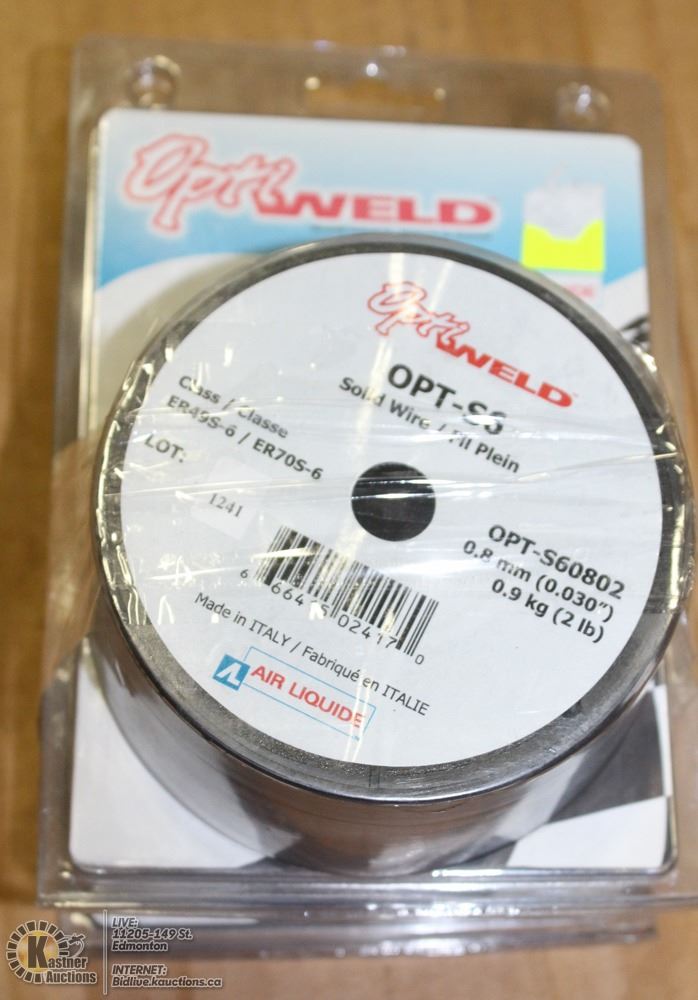 Opti WELD
Opti WELD
OPT-S6
Solid Wire / Fil Plein
Class / Classe
ER49S-6 / ER70S-6
LOT:
1241
OPT-S60802
0.8 mm (0.030")
0.9 kg (2 lb)
Made in ITALY / Fabriqué en ITALIE
AIR LIQUIDE
Kastner
Auctions
LIVE:
11205-149 St.
Edmonton
INTERNET:
Bidlive.kauctions.ca